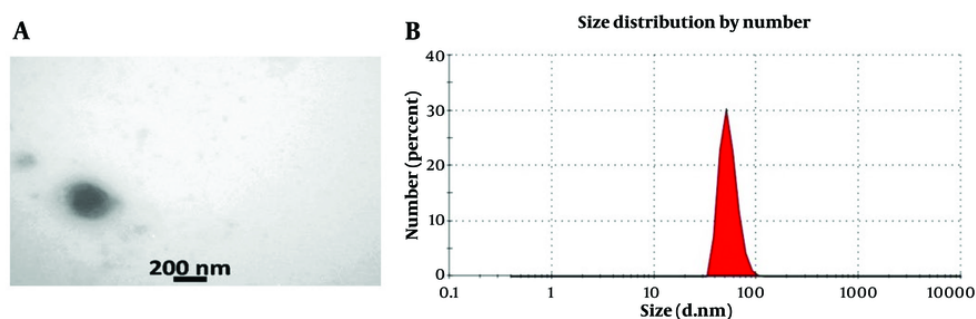 A
200 nm
B
Size distribution by number
Number (percent)
40
30
20
10
0
0.1 1 10 100 1000 10000
Size (d.nm)